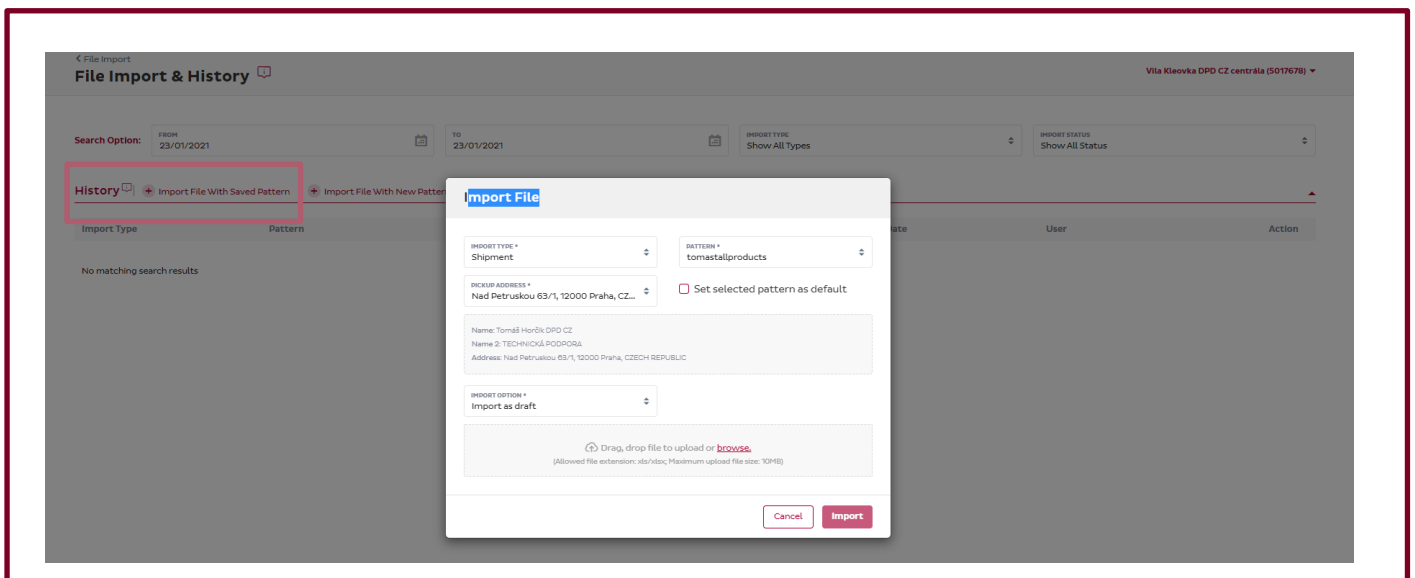 File Import
File Import & History
Vila Kleovka DPD CZ centrála (5017678)
Search Option:
FROM
23/01/2021
TO
23/01/2021
IMPORT TYPE
Show All Types
IMPORT STATUS
Show All Status
History
Import File With Saved Pattern
Import File With New Patter
Import Type
Pattern
ate
User
Action
No matching search results
Import File
IMPORT TYPE *
Shipment
PATTERN *
tomastallproducts
PICKUP ADDRESS *
Nad Petruskou 63/1, 12000 Praha, CZ...
Set selected pattern as default
Name: Tomáš Horčík DPD CZ
Name 2: TECHNICKÁ PODPORA
Address: Nad Petruskou 63/1, 12000 Praha, CZECH REPUBLIC
IMPORT OPTION *
Import as draft
Drag, drop file to upload or browse.
(Allowed file extension: xls/xlsx; Maximum upload file size: 10MB)
Cancel
Import